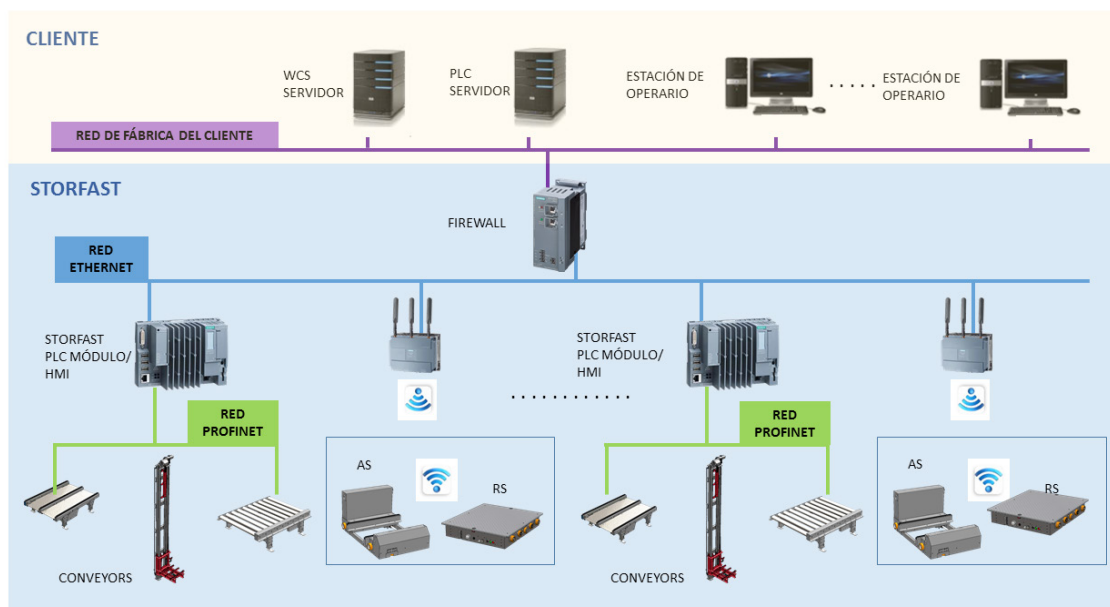 CLIENTE
WCS
SERVIDOR
PLC
SERVIDOR
ESTACIÓN DE
OPERARIO
. . . . .
ESTACIÓN DE
OPERARIO
RED DE FÁBRICA DEL CLIENTE
STORFAST
FIREWALL
RED
ETHERNET
STORFAST
PLC MÓDULO/
HMI
STORFAST
PLC MÓDULO/
HMI
. . . . . . . . . . . .
RED
PROFINET
RED
PROFINET
AS
RS
AS
RS
CONVEYORS
CONVEYORS